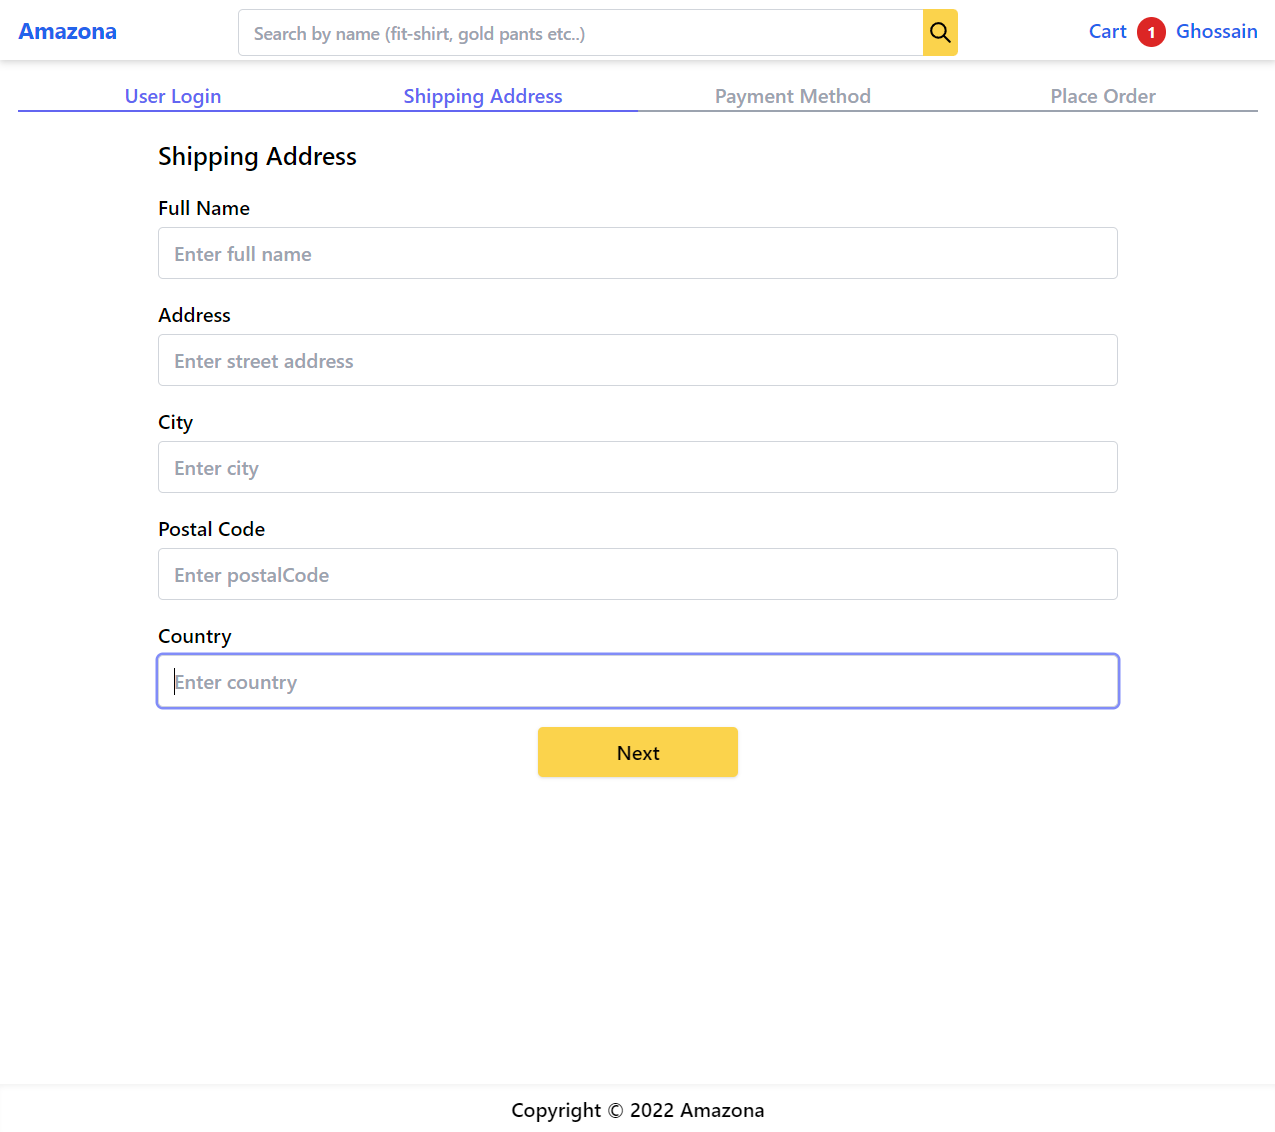 Amazona
Search by name (fit-shirt, gold pants etc..)
Cart 1 Ghossain
User Login Shipping Address Payment Method Place Order
Shipping Address
Full Name
Enter full name
Address
Enter street address
City
Enter city
Postal Code
Enter postalCode
Country
Enter country
Next
Copyright © 2022 Amazona